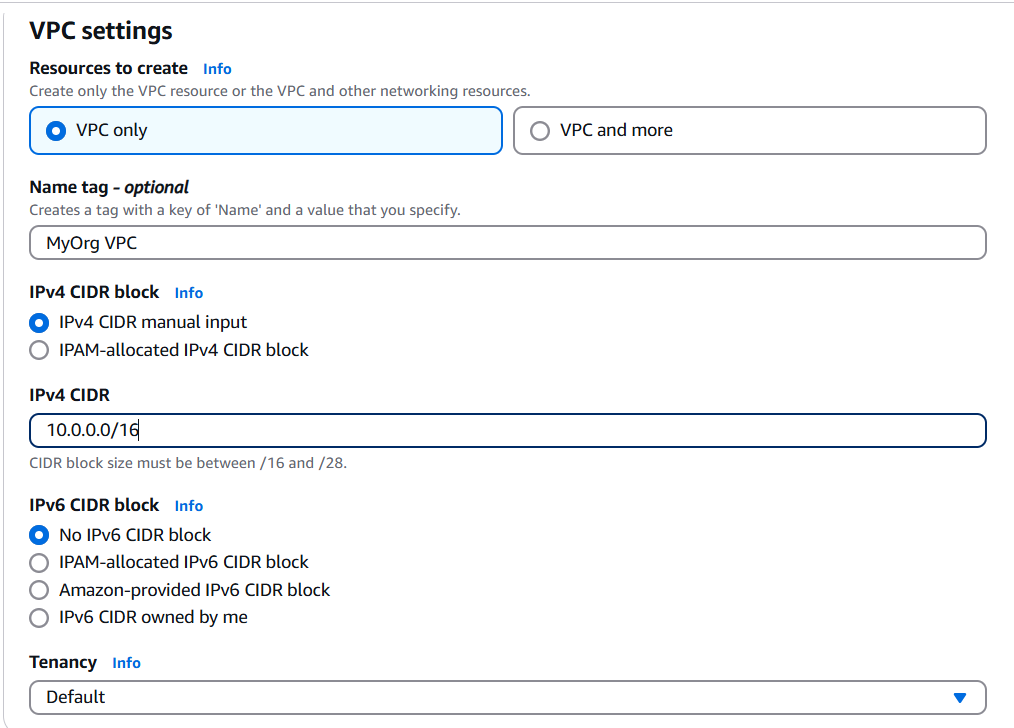 VPC settings
Resources to create Info
Create only the VPC resource or the VPC and other networking resources.
VPC only VPC and more
Name tag - optional
Creates a tag with a key of 'Name' and a value that you specify.
MyOrg VPC
IPv4 CIDR block Info
IPv4 CIDR manual input
IPAM-allocated IPv4 CIDR block
IPv4 CIDR
10.0.0.0/16
CIDR block size must be between /16 and /28.
IPv6 CIDR block Info
No IPv6 CIDR block
IPAM-allocated IPv6 CIDR block
Amazon-provided IPv6 CIDR block
IPv6 CIDR owned by me
Tenancy Info
Default